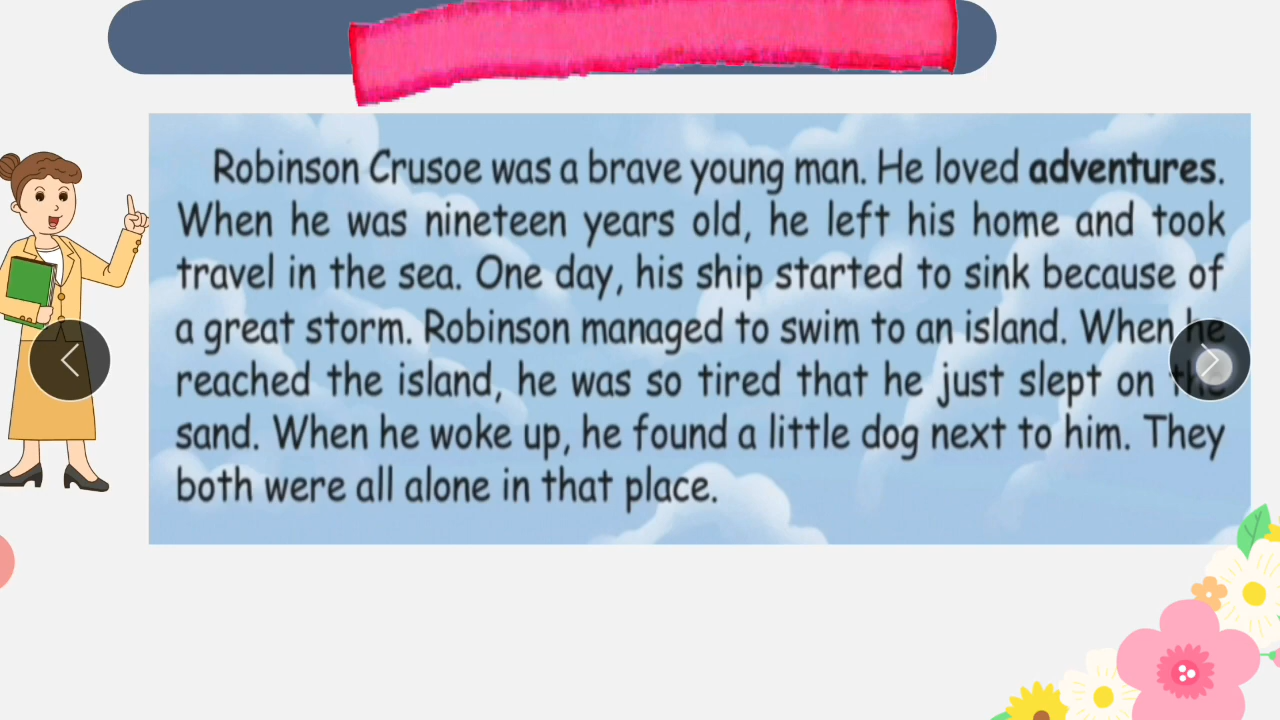 Robinson Crusoe was a brave young man. He loved adventures.
When he was nineteen years old, he left his home and took
travel in the sea. One day, his ship started to sink because of
a great storm. Robinson managed to swim to an island. When he
reached the island, he was so tired that he just slept on the
sand. When he woke up, he found a little dog next to him. They
both were all alone in that place.